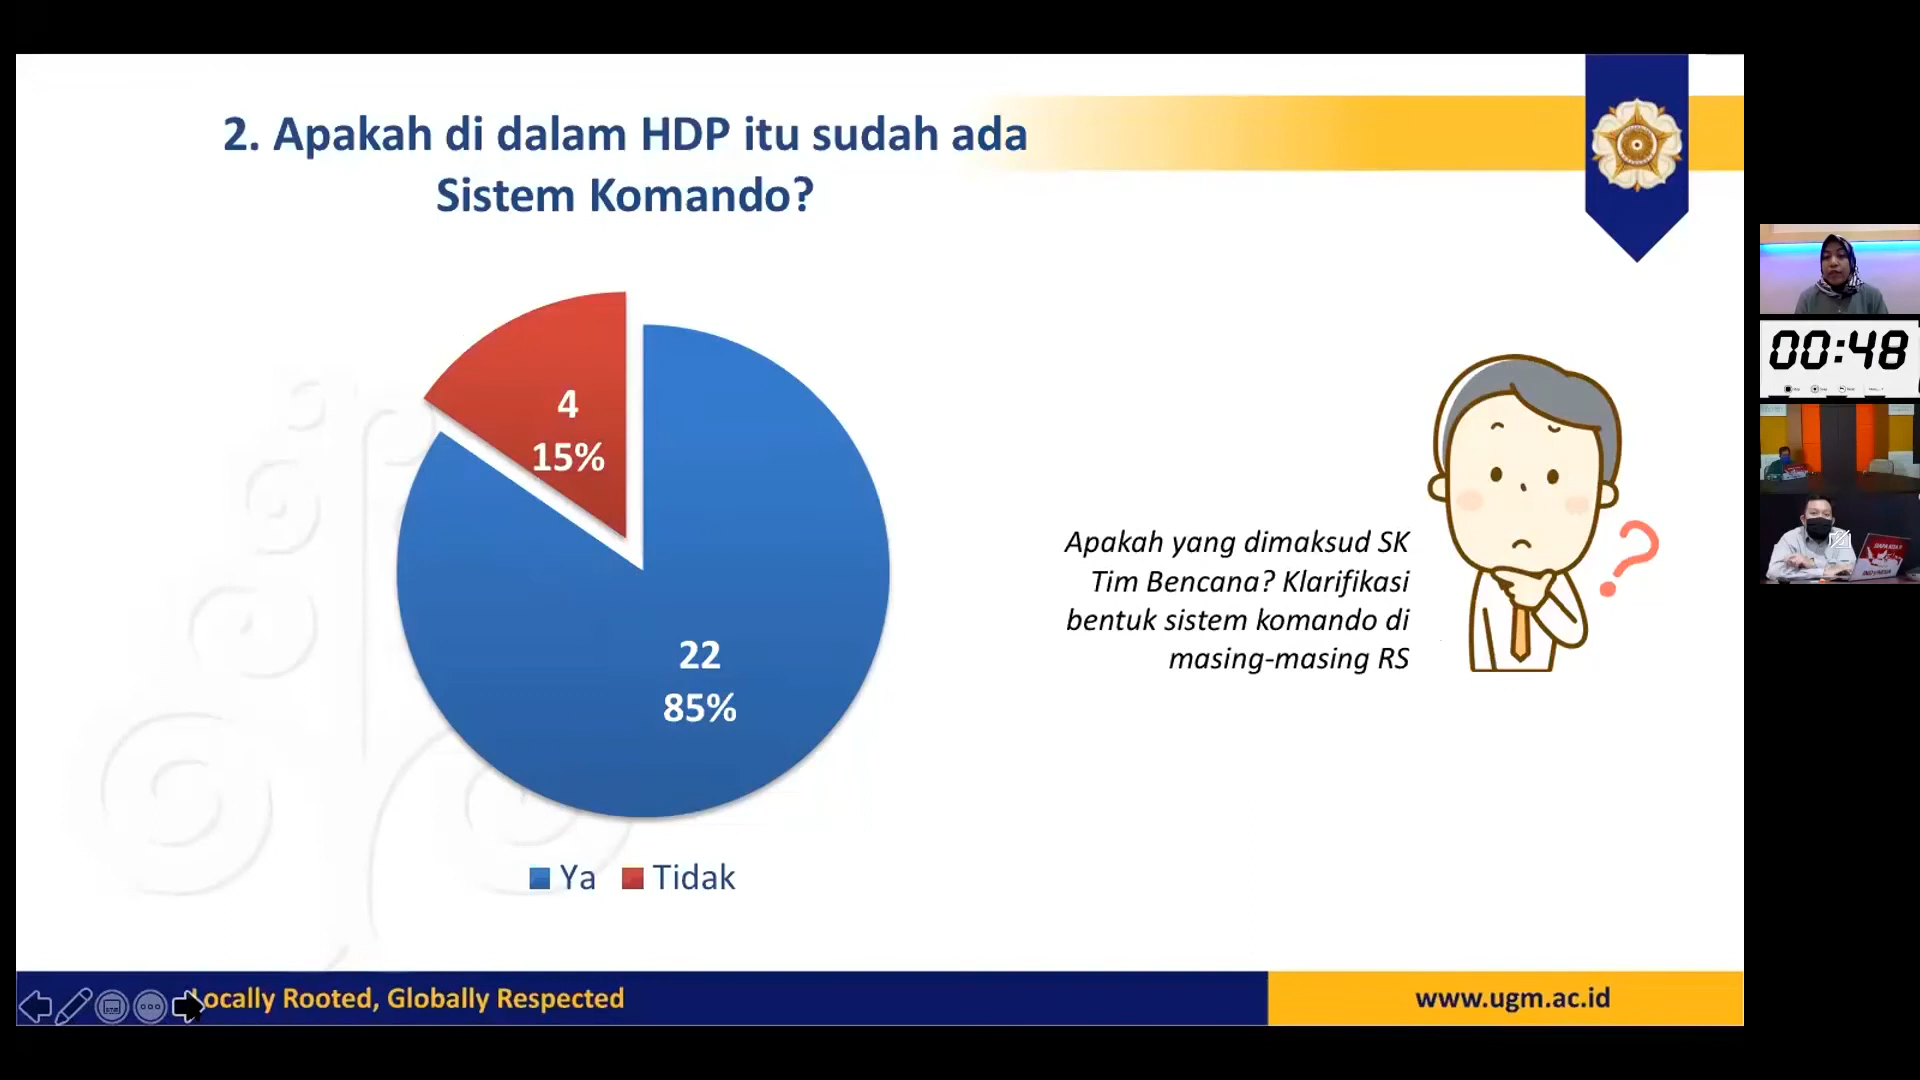 2. Apakah di dalam HDP itu sudah ada
Sistem Komando?
4
15%
22
85%
Ya
Tidak
Apakah yang dimaksud SK
Tim Bencana? Klarifikasi
bentuk sistem komando di
masing-masing RS
?
00:48
Locally Rooted, Globally Respected
www.ugm.ac.id